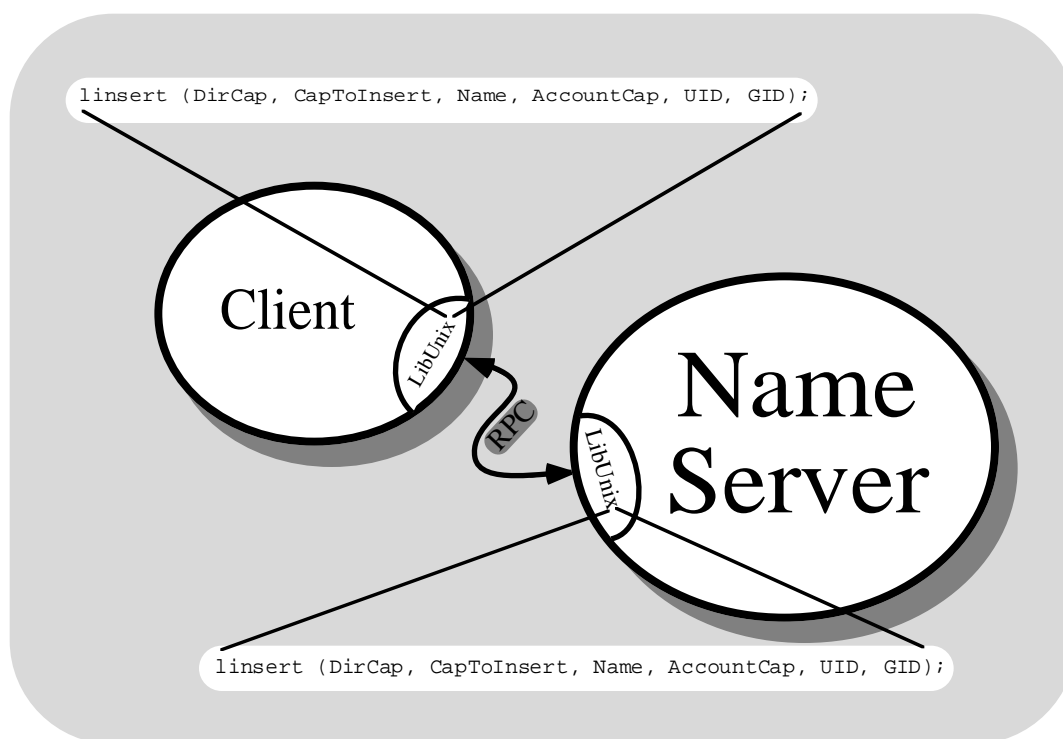 linsert (DirCap, CapToInsert, Name, AccountCap, UID, GID);
Client
LibUnix
RPC
Name
Server
LibUnix
linsert (DirCap, CapToInsert, Name, AccountCap, UID, GID);